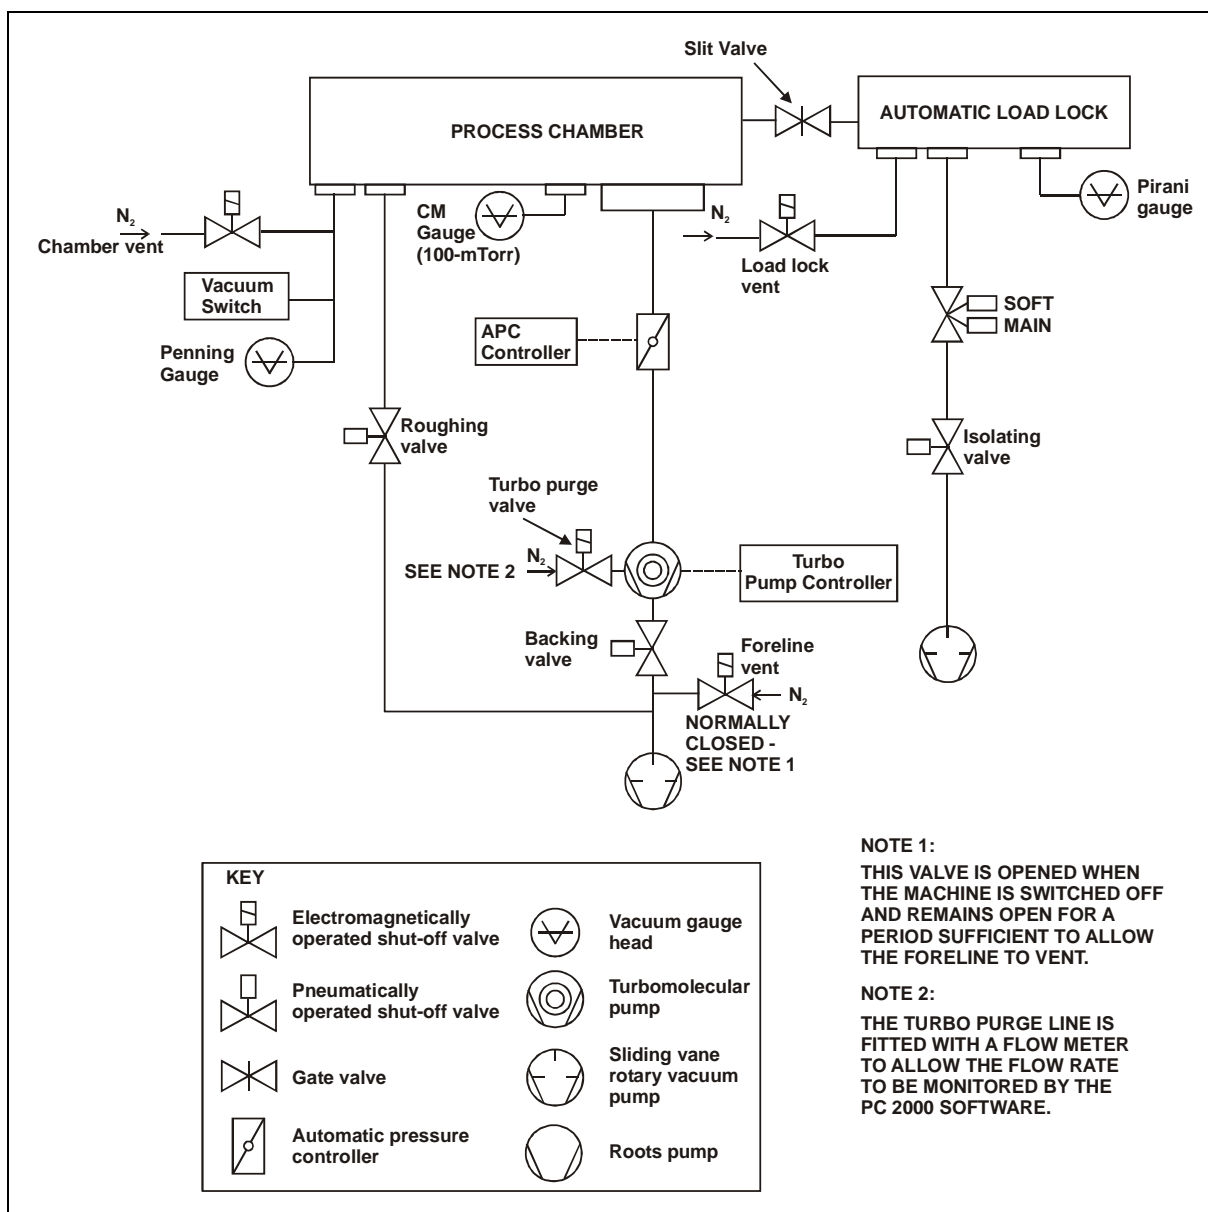 Slit Valve
PROCESS CHAMBER
AUTOMATIC LOAD LOCK
N2
Chamber vent
Vacuum
Switch
Penning
Gauge
CM
Gauge
(100-mTorr)
N2
Load lock
vent
Pirani
gauge
SOFT
MAIN
APC
Controller
Roughing
valve
Isolating
valve
Turbo purge
valve
N2
SEE NOTE 2
Turbo
Pump Controller
Backing
valve
Foreline
vent
N2
NORMALLY
CLOSED -
SEE NOTE 1
KEY
Electromagnetically
operated shut-off valve
Pneumatically
operated shut-off valve
Gate valve
Automatic pressure
controller
Vacuum gauge
head
Turbomolecular
pump
Sliding vane
rotary vacuum
pump
Roots pump
NOTE 1:
THIS VALVE IS OPENED WHEN
THE MACHINE IS SWITCHED OFF
AND REMAINS OPEN FOR A
PERIOD SUFFICIENT TO ALLOW
THE FORELINE TO VENT.
NOTE 2:
THE TURBO PURGE LINE IS
FITTED WITH A FLOW METER
TO ALLOW THE FLOW RATE
TO BE MONITORED BY THE
PC 2000 SOFTWARE.